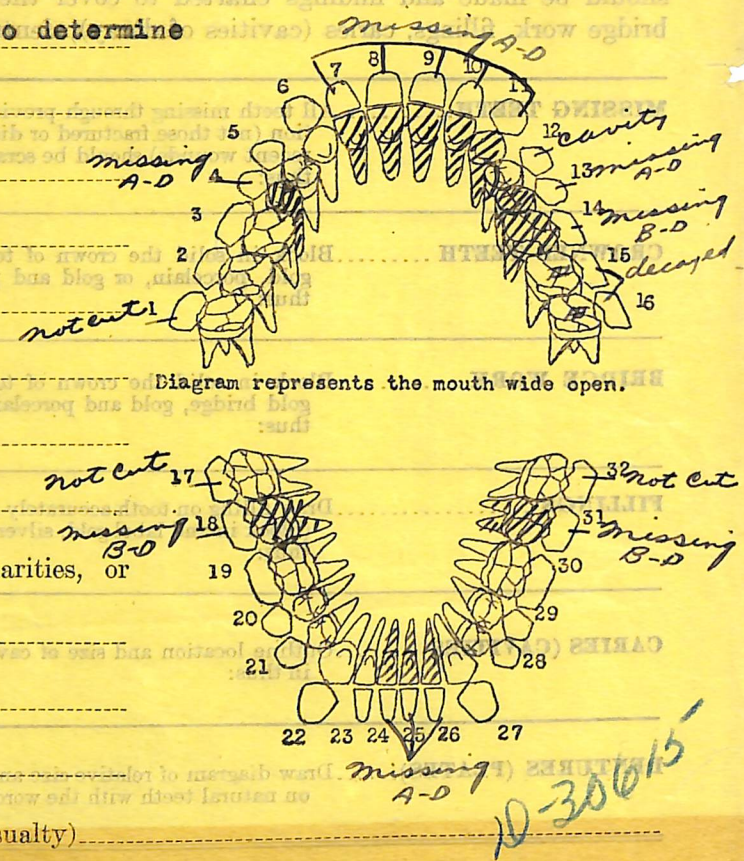 o determine
Missing
A-D
7 8 9 10 11
6
5
12 cavity
missing
A-D
4
13 missing
A-D
3
14 missing
B-D
2
15 decayed
not cut 1
16
Diagram represents the mouth wide open.
not cut 17
32 not cut
missing 18
B-D
31 missing
B-D
arities, or
19
30
20
29
21
28
22 23 24 25 26 27
missing
A-D
D-30615
sualty)